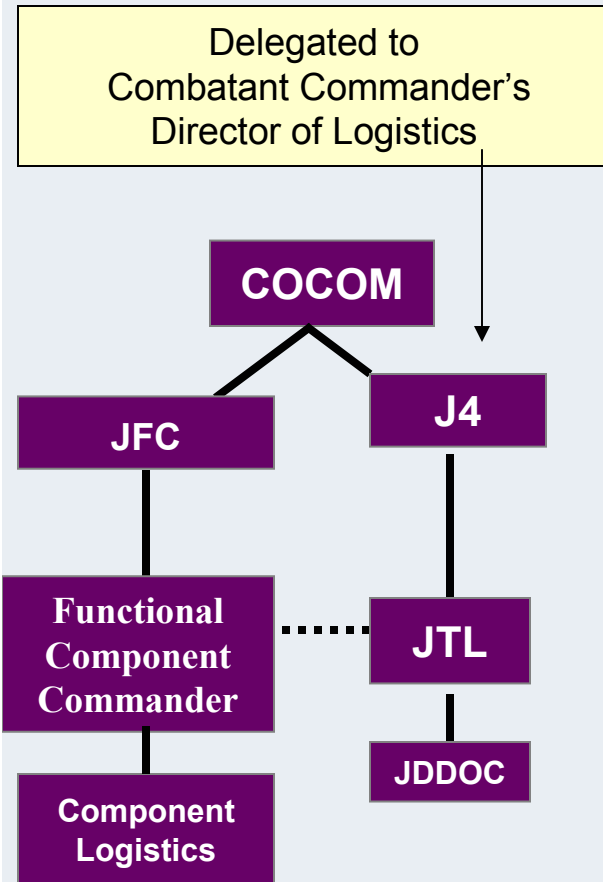 Delegated to
Combatant Commander's
Director of Logistics
COCOM
JFC
J4
Functional
Component
Commander
JTL
JDDOC
Component
Logistics